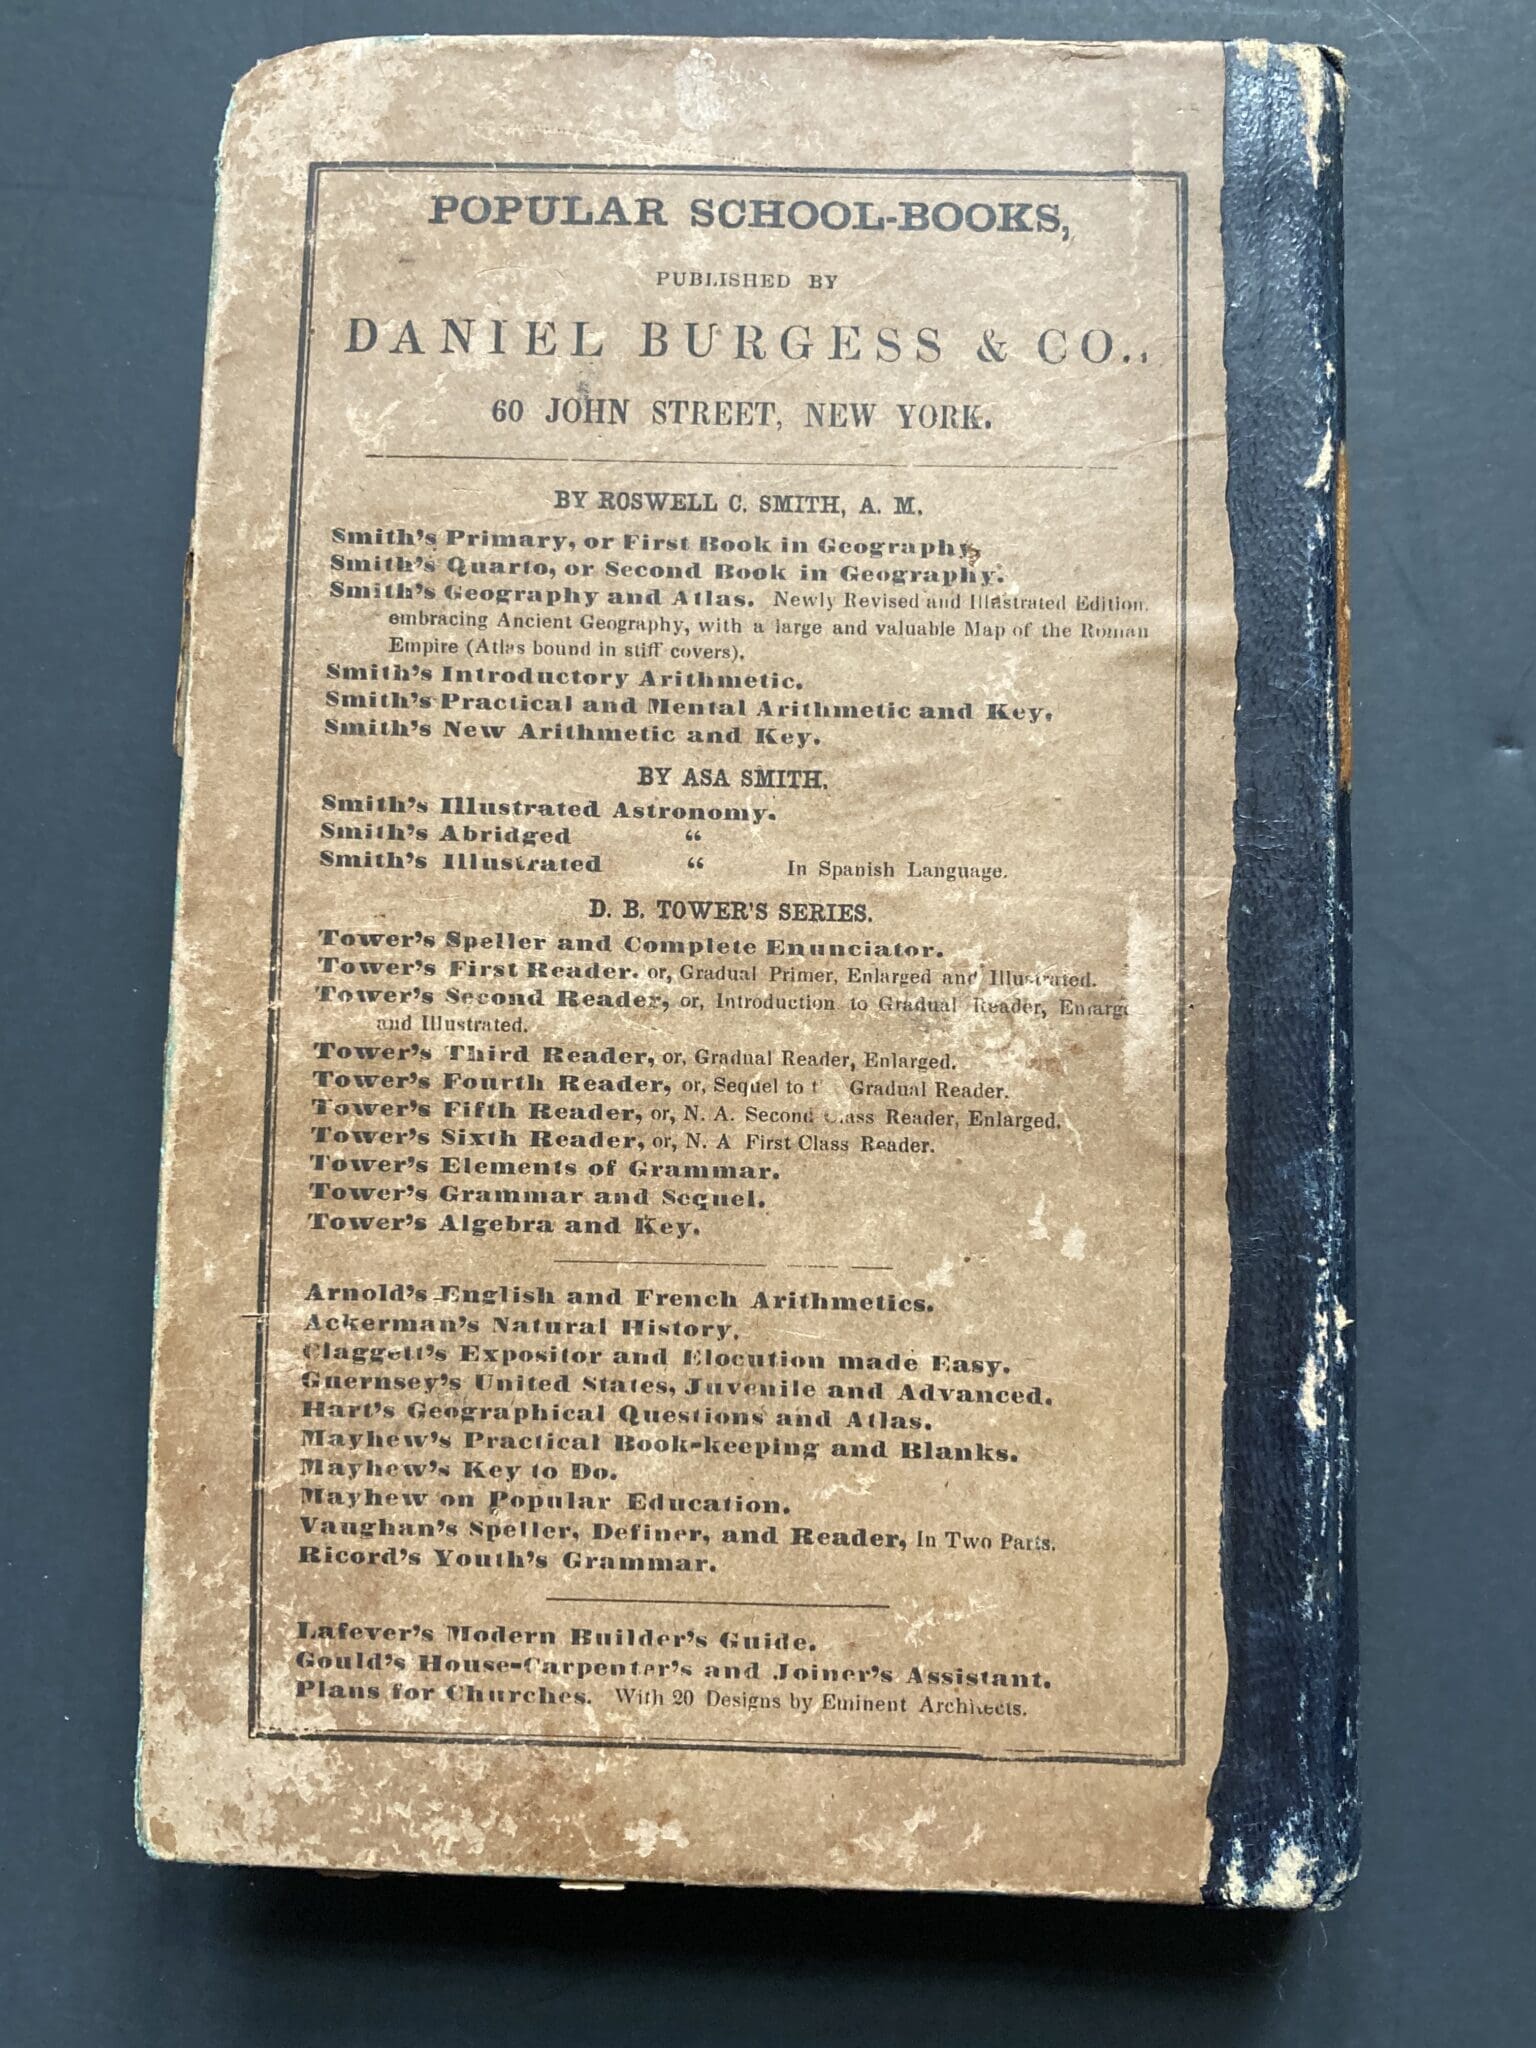 POPULAR SCHOOL-BOOKS,
PUBLISHED BY
DANIEL BURGESS & CO.,
60 JOHN STREET, NEW YORK.
BY ROSWELL C. SMITH, A. M.
Smith's Primary, or First Book in Geography,
Smith's Quarto, or Second Book in Geography.
Smith's Geography and Atlas. Newly Revised and Illustrated Edition,
embracing Ancient Geography, with a large and valuable Map of the Roman
Empire (Atlas bound in stiff covers).
Smith's Introductory Arithmetic.
Smith's Practical and Mental Arithmetic and Key.
Smith's New Arithmetic and Key.
BY ASA SMITH.
Smith's Illustrated Astronomy.
Smith's Abridged "
Smith's Illustrated " In Spanish Language.
D. B. TOWER'S SERIES.
Tower's Speller and Complete Enunciator.
Tower's First Reader. or, Gradual Primer, Enlarged and Illustrated.
Tower's Second Reader, or, Introduction to Gradual Reader,
and Illustrated.
Tower's Third Reader, or, Gradual Reader, Enlarged.
Tower's Fourth Reader, or, Sequel to Gradual Reader.
Tower's Fifth Reader, or, N. A. Second Class Reader, Enlarged.
Tower's Sixth Reader, or, N. A First Class Reader.
Tower's Elements of Grammar.
Tower's Grammar and Sequel.
Tower's Algebra and Key.
Arnold's English and French Arithmetics.
Ackerman's Natural History.
Claggett's Expositor and Elocution made Easy.
Guernsey's United States, Juvenile and Advanced.
Hart's Geographical Questions and Atlas.
Mayhew's Practical Book-keeping and Blanks.
Mayhew's Key to Do.
Mayhew on Popular Education.
Vaughan's Speller, Definer, and Reader, In Two Parts.
Ricord's Youth's Grammar.
Lafever's Modern Builder's Guide.
Gould's House-Carpenter's and Joiner's Assistant.
Plans for Churches. With 20 Designs by Eminent Architects.